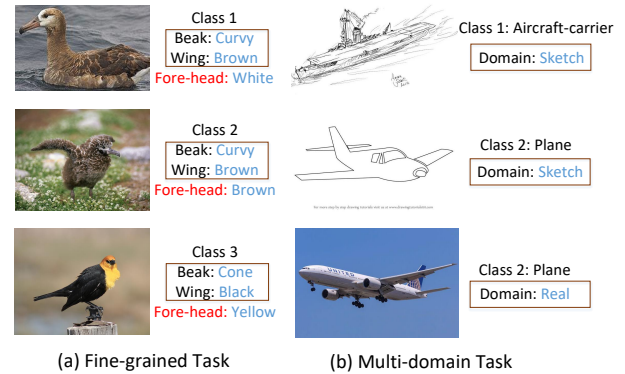 Class 1
Beak: Curvy
Wing: Brown
Fore-head: White
Class 2
Beak: Curvy
Wing: Brown
Fore-head: Brown
Class 3
Beak: Cone
Wing: Black
Fore-head: Yellow
(a) Fine-grained Task
Class 1: Aircraft-carrier
Domain: Sketch
Class 2: Plane
Domain: Sketch
UNITED
Class 2: Plane
Domain: Real
(b) Multi-domain Task